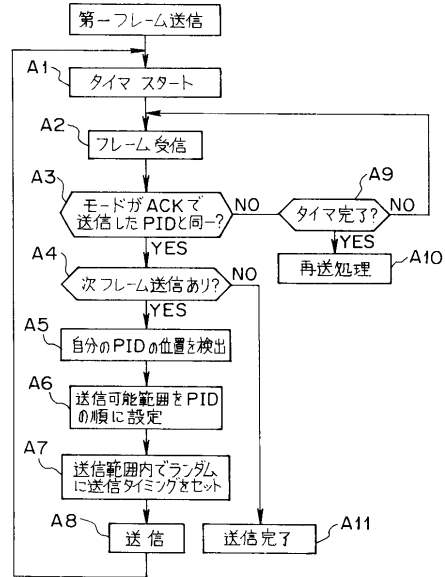 第一フレーム送信
A1
タイマ スタート
A2
フレーム受信
A3
モードがACKで
送信したPIDと同一?
NO
A9
タイマ完了?
NO
YES
YES
A10
再送処理
A4
次フレーム送信あり?
NO
YES
A5
自分のPIDの位置を検出
A6
送信可能範囲をPID
の順に設定
A7
送信範囲内でランダム
に送信タイミングをセット
A8
送信
送信完了
A11